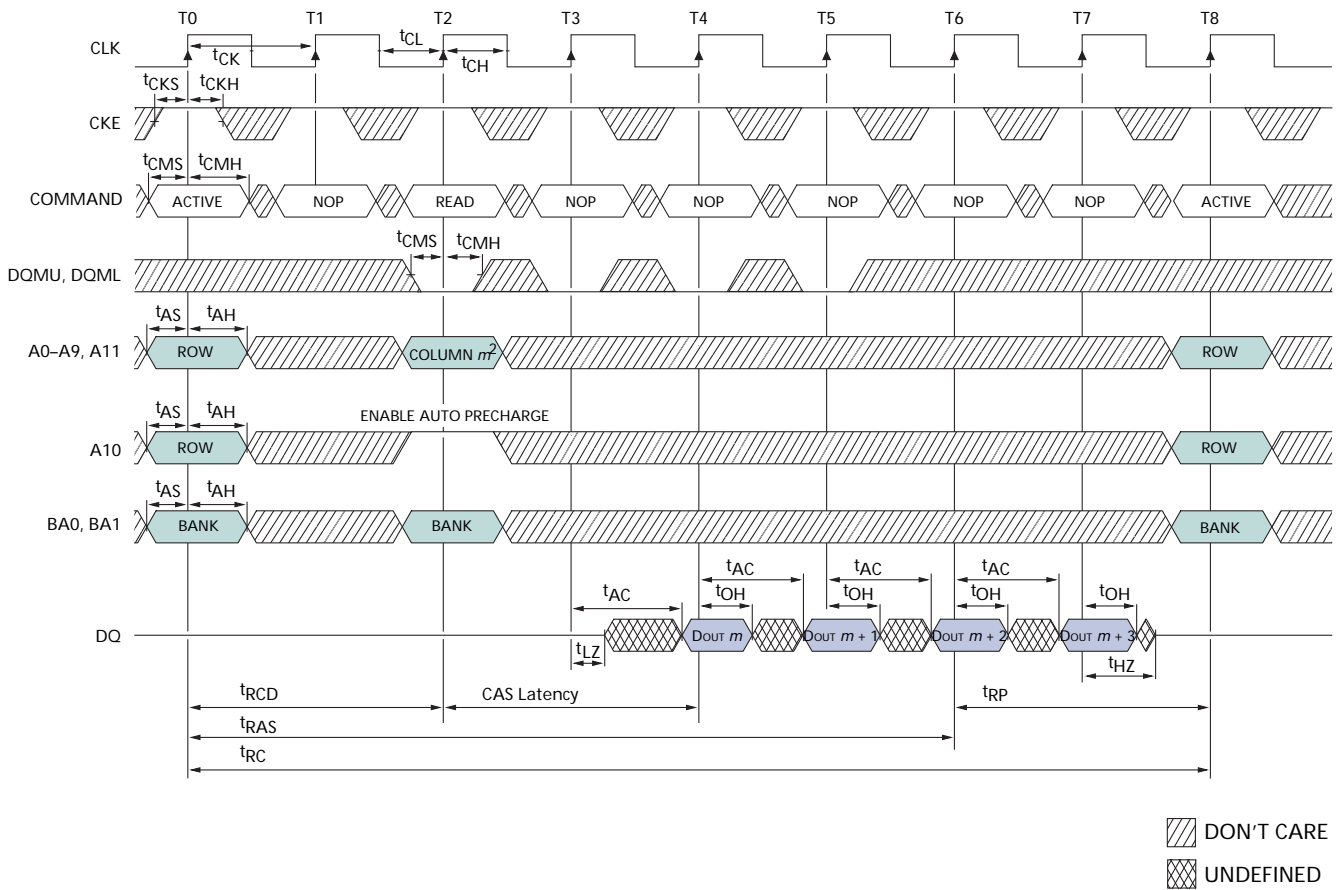 T0 T1 T2 T3 T4 T5 T6 T7 T8
CLK
tCK tCL tCH
tCKS tCKH
CKE
tCMS tCMH
COMMAND ACTIVE NOP READ NOP NOP NOP NOP NOP ACTIVE
tCMS tCMH
DQMU, DQML
tAS tAH
A0–A9, A11 ROW COLUMN m2 ROW
ENABLE AUTO PRECHARGE
tAS tAH
A10 ROW ROW
tAS tAH
BA0, BA1 BANK BANK BANK
tAC tAC tAC tAC
tOH tOH tOH tOH
DQ DOUT m DOUT m + 1 DOUT m + 2 DOUT m + 3
tLZ tHZ
tRCD CAS Latency tRP
tRAS
tRC
DON'T CARE
UNDEFINED